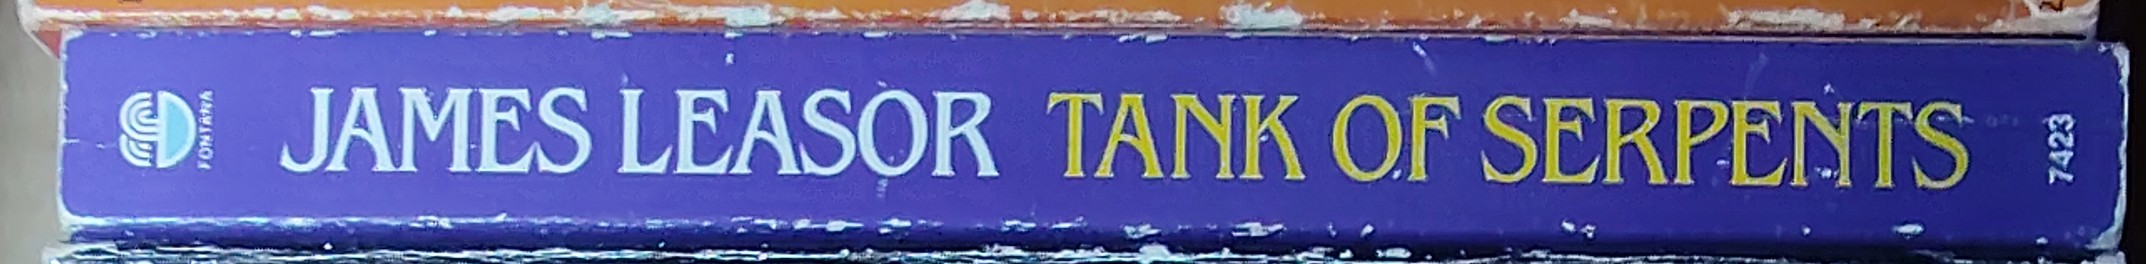 FONTANA
JAMES LEASOR TANK OF SERPENTS
7423